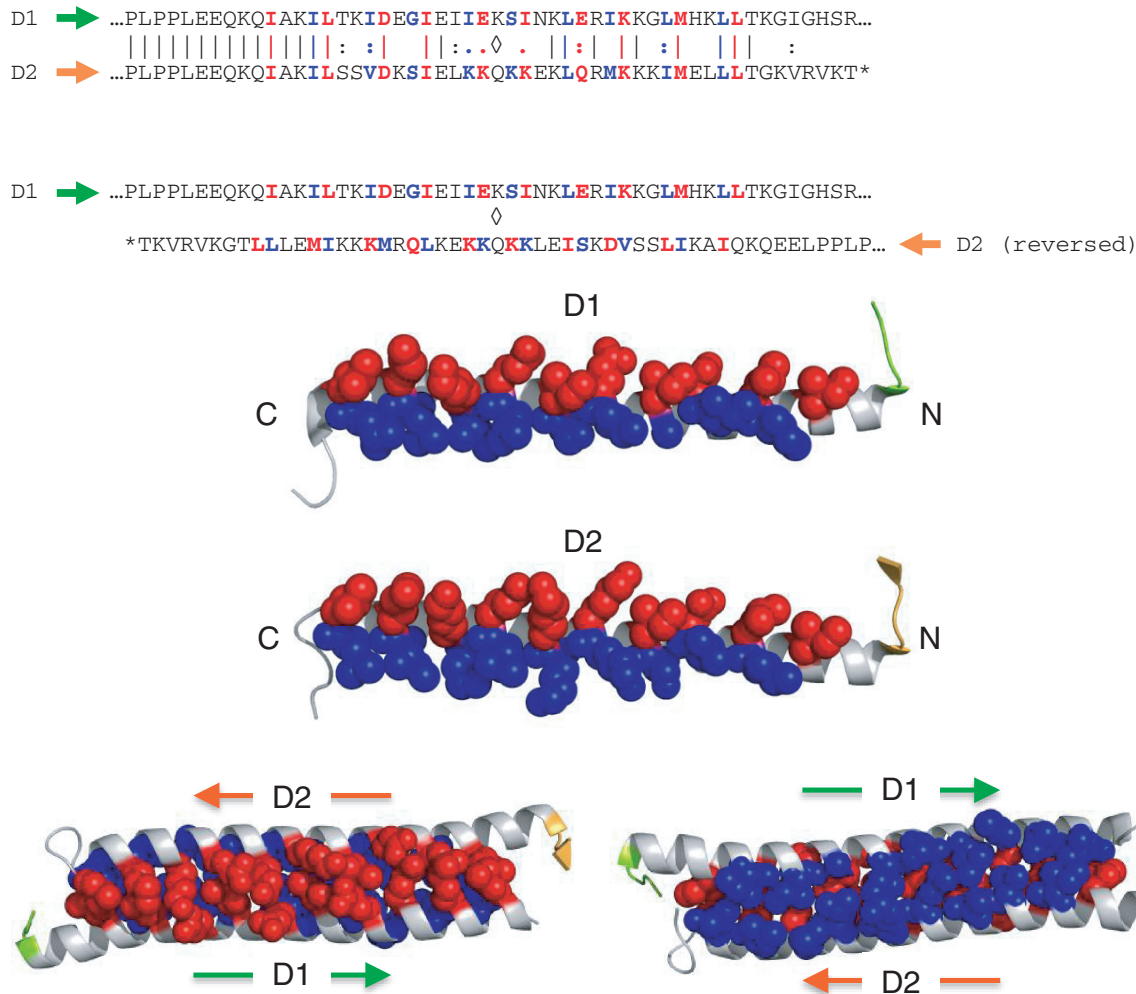 D1 …PLPPLEEQKQIAKILTKIDEGIEIIEKSINKLERIKKGLMHKLLTKGIGHSR…
||||||||||||||| : :|  ||:..◊ . ||:| || :|  |||  :
D2 …PLPPLEEQKQIAKILSSVDKSIELKKQKKEKLQRMKKKIMELLLTGKVRVKT*
D1 …PLPPLEEQKQIAKILTKIDEGIEIIEKSINKLERIKKGLMHKLLTKGIGHSR…
◊
*TKVRVKGTLLLEMIKKKMRQLKEKKQKKLEISKDVSSLIKAIQKQEELPPLP… D2 (reversed)
D1
C N
D2
C N
D2 D1
D1 D2